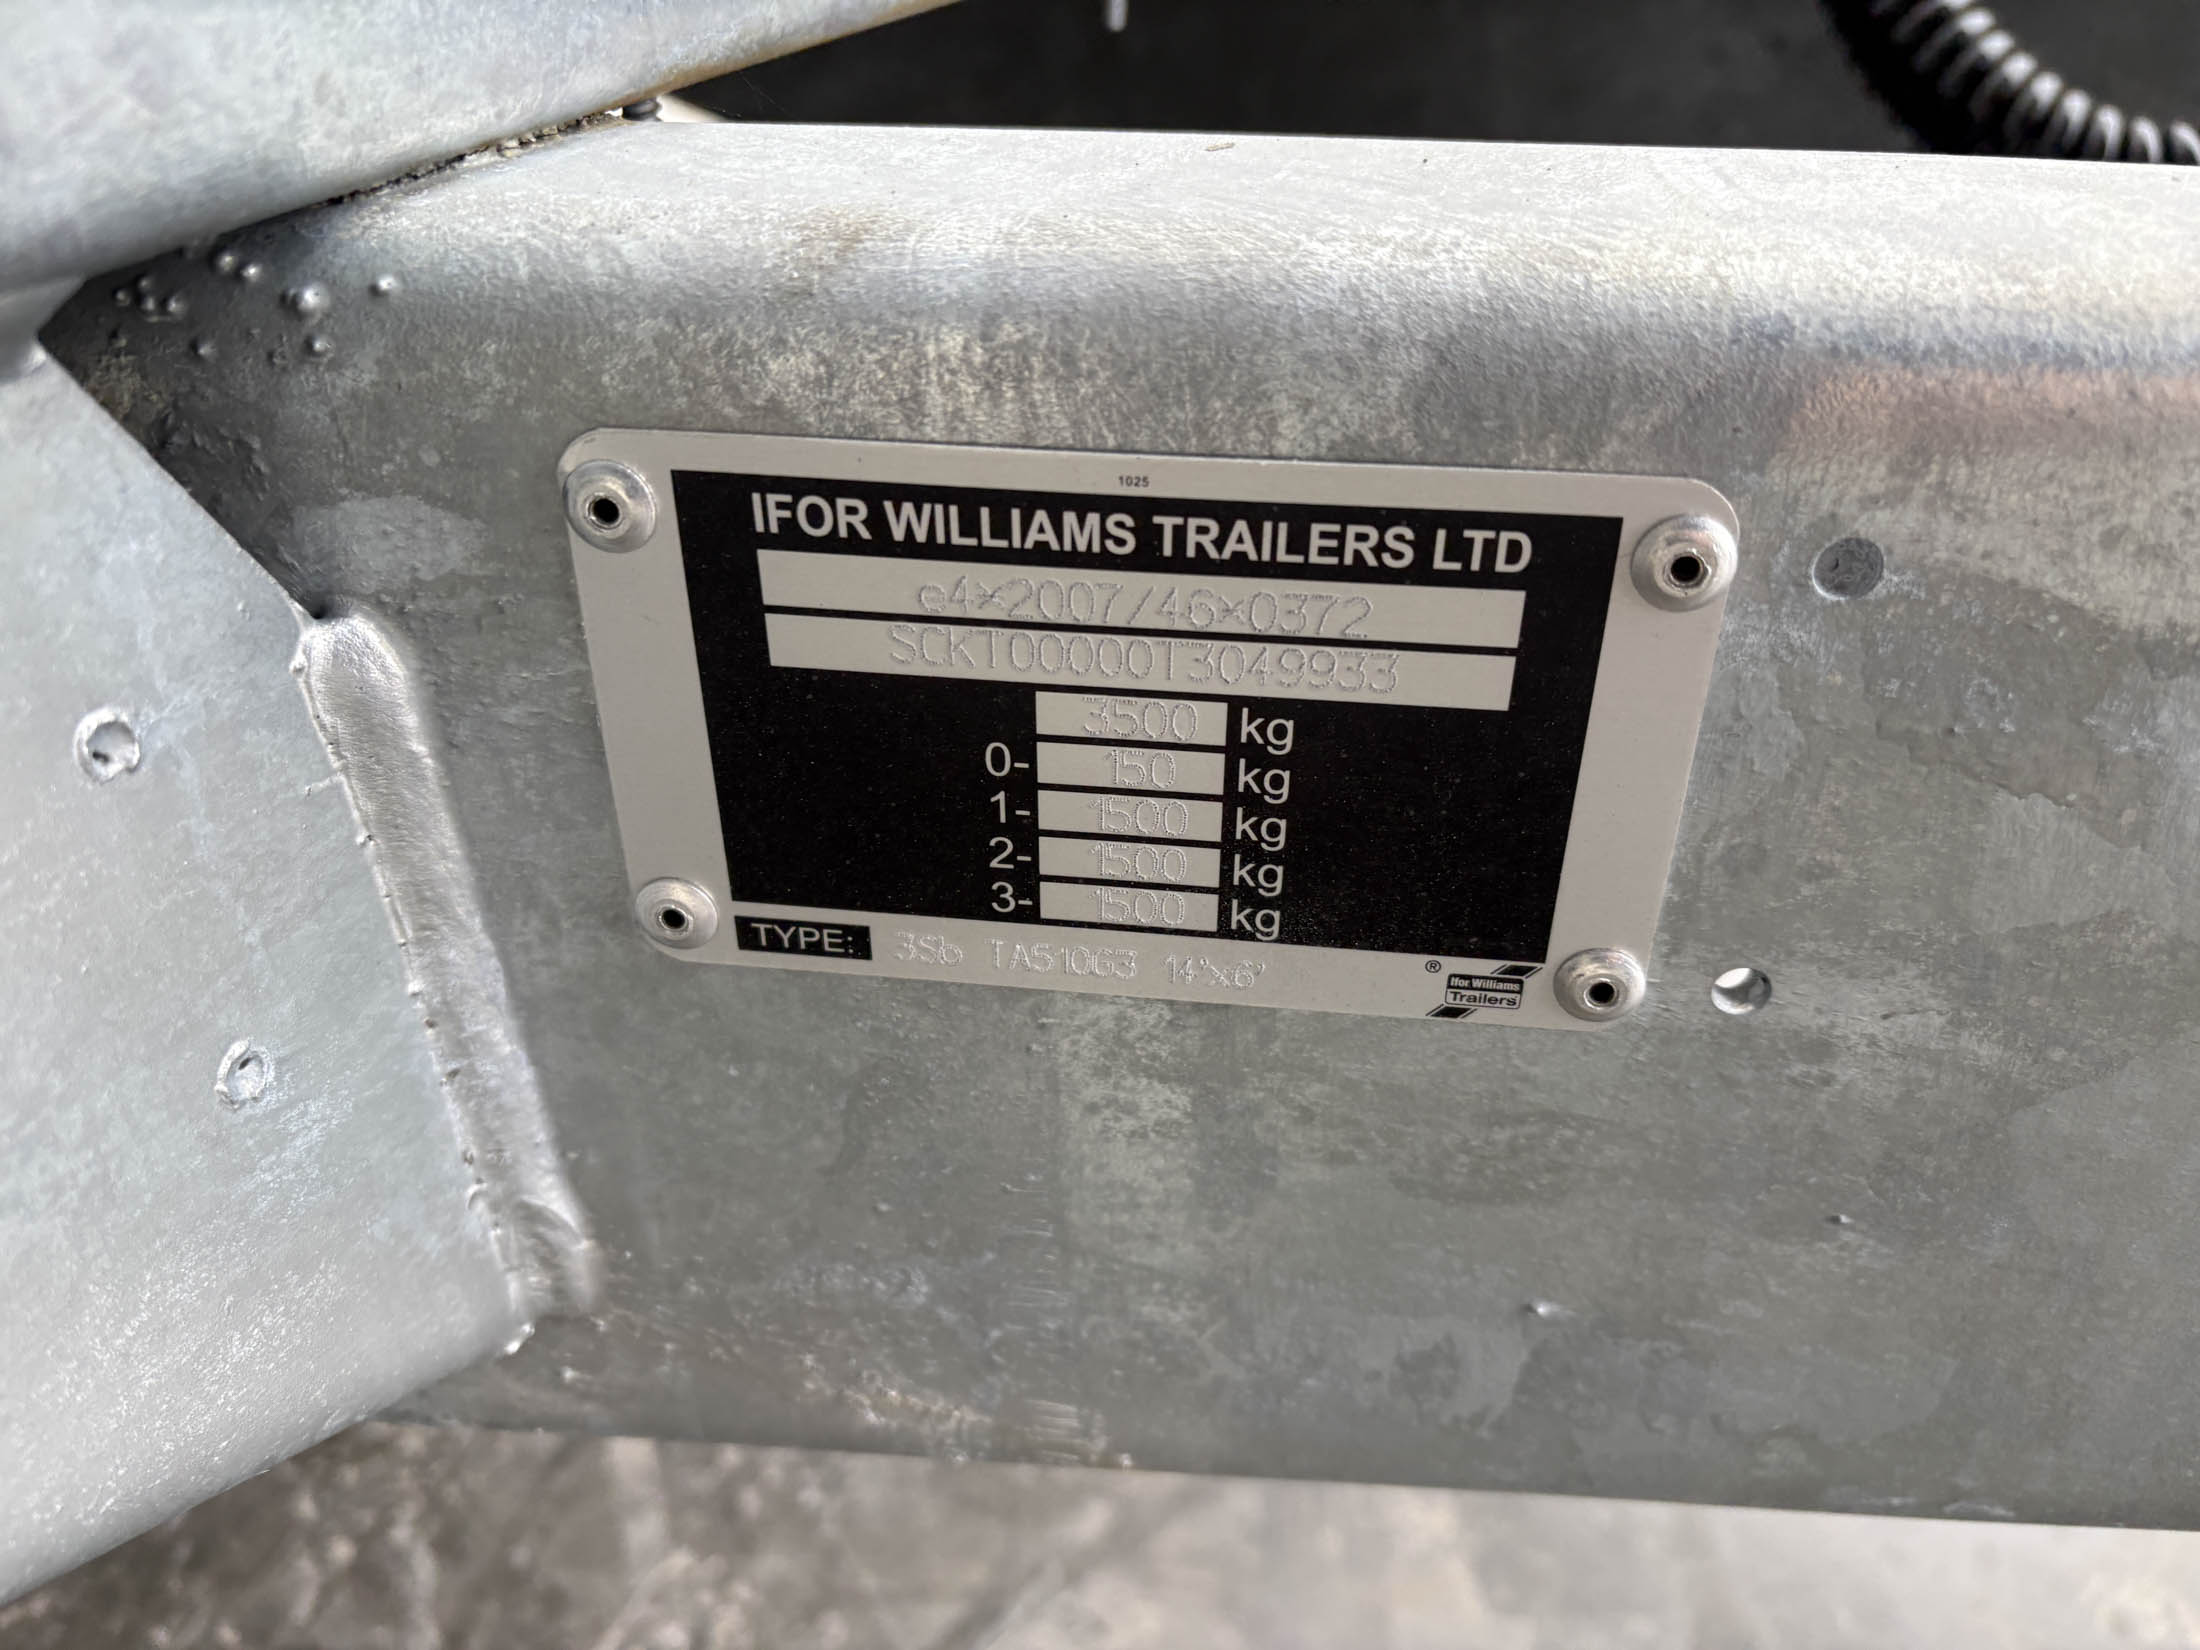 1025
IFOR WILLIAMS TRAILERS LTD
e4*2007/46*0372
SCKT00000T3049933
3500 kg
0- 150 kg
1- 1500 kg
2- 1500 kg
3- 1500 kg
TYPE: 3Sb TA510G3 14'x6'
®
Ifor Williams
Trailers